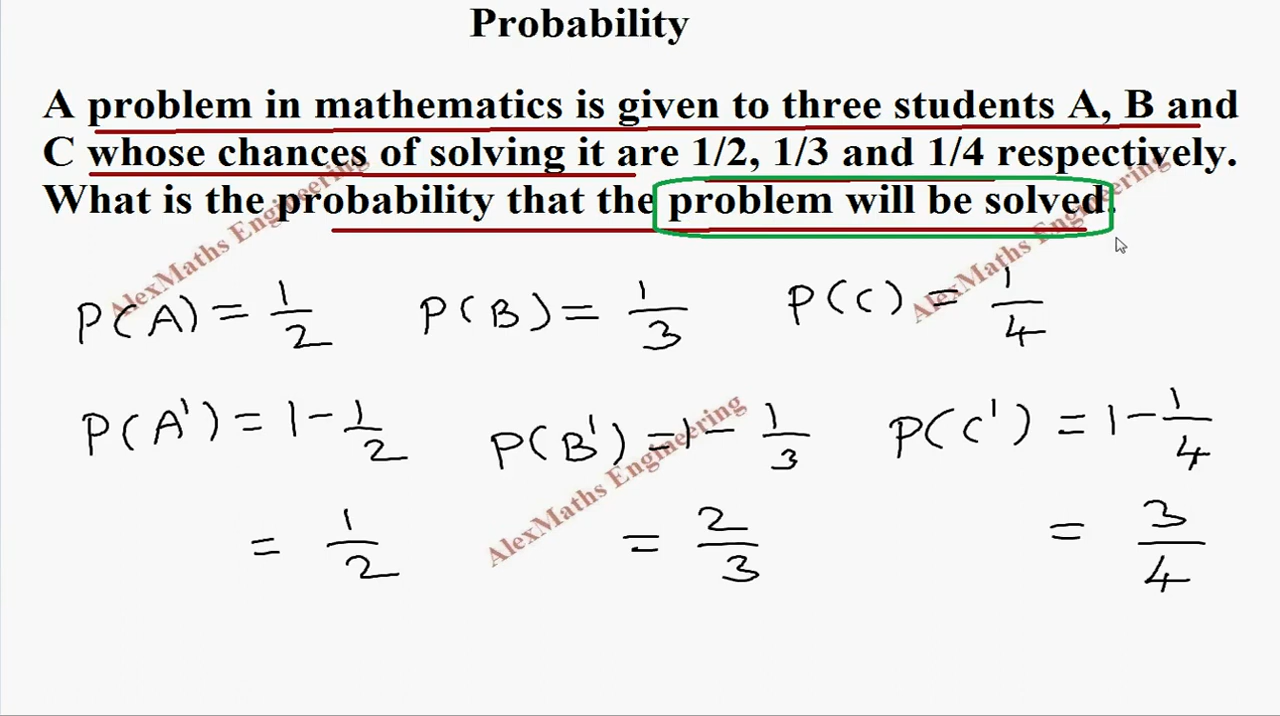 Probability
A problem in mathematics is given to three students A, B and
C whose chances of solving it are 1/2, 1/3 and 1/4 respectively.
What is the probability that the problem will be solved.
AlexMaths Engineering
AlexMaths Engineering
P(A) = 1/2 P(B) = 1/3 P(C) = 1/4
P(A') = 1 - 1/2 P(B') = 1 - 1/3 P(C') = 1 - 1/4
AlexMaths Engineering
= 1/2 = 2/3 = 3/4